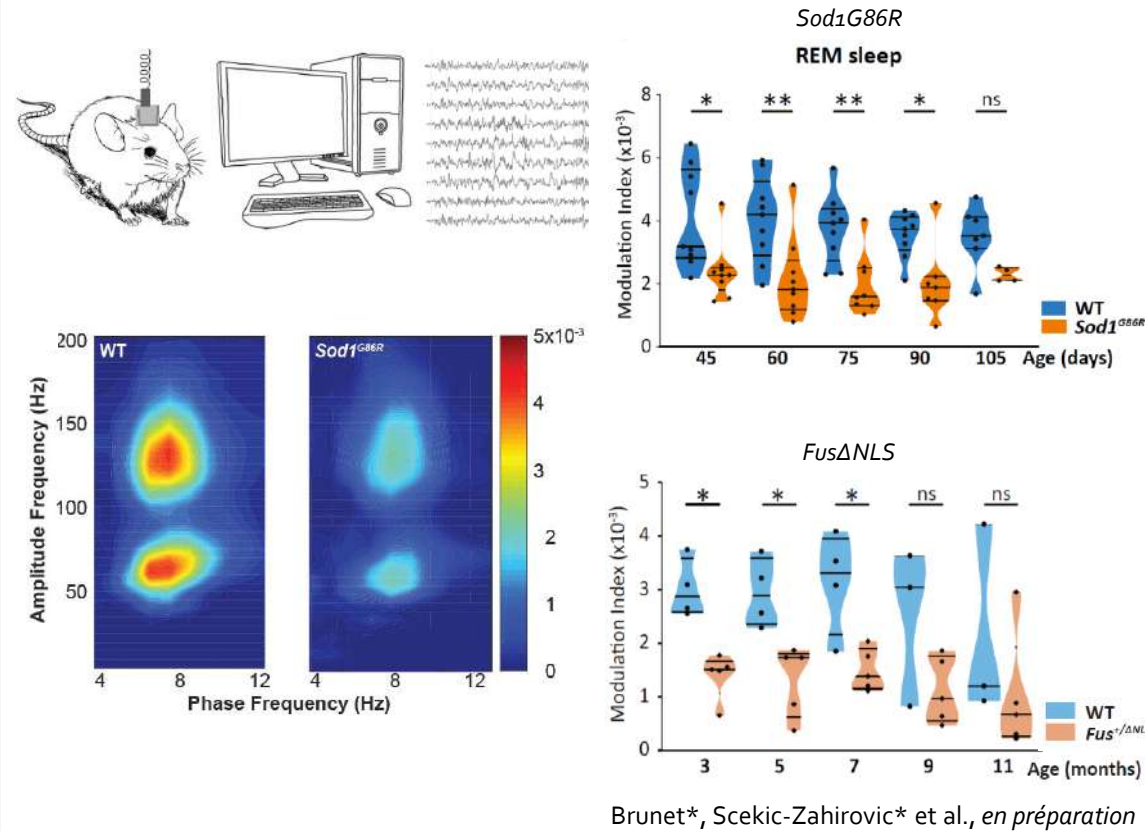 Sod1G86R
REM sleep
Modulation Index (x10-3)
8
6
4
2
0
* ** ** * ns
WT
Sod1G86R
45 60 75 90 105 Age (days)
Amplitude Frequency (Hz)
200
150
100
50
WT
Sod1G86R
5x10-3
4
3
2
1
0
4 8 12 4 8 12
Phase Frequency (Hz)
FusΔNLS
Modulation Index (x10-3)
5
4
3
2
1
0
* * * ns ns
WT
Fus+/ΔNL
3 5 7 9 11 Age (months)
Brunet*, Scekic-Zahirovic* et al., en préparation